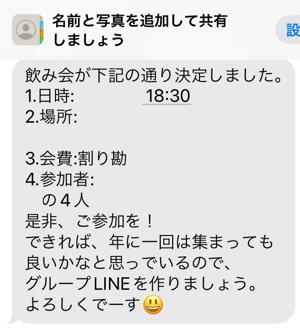 名前と写真を追加して共有
しましょう
設
飲み会が下記の通り決定しました。
1.日時: 18:30
2.場所:
3.会費:割り勘
4.参加者:
の4人
是非、ご参加を！
できれば、年に一回は集まっても
良いかなと思っているので、
グループLINEを作りましょう。
よろしくでーす😃